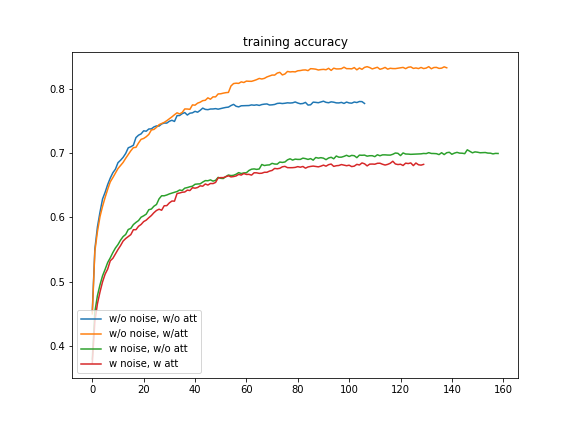 training accuracy
0.8
0.7
0.6
0.5
0.4
w/o noise, w/o att
w/o noise, w/att
w noise, w/o att
w noise, w att
0 20 40 60 80 100 120 140 160